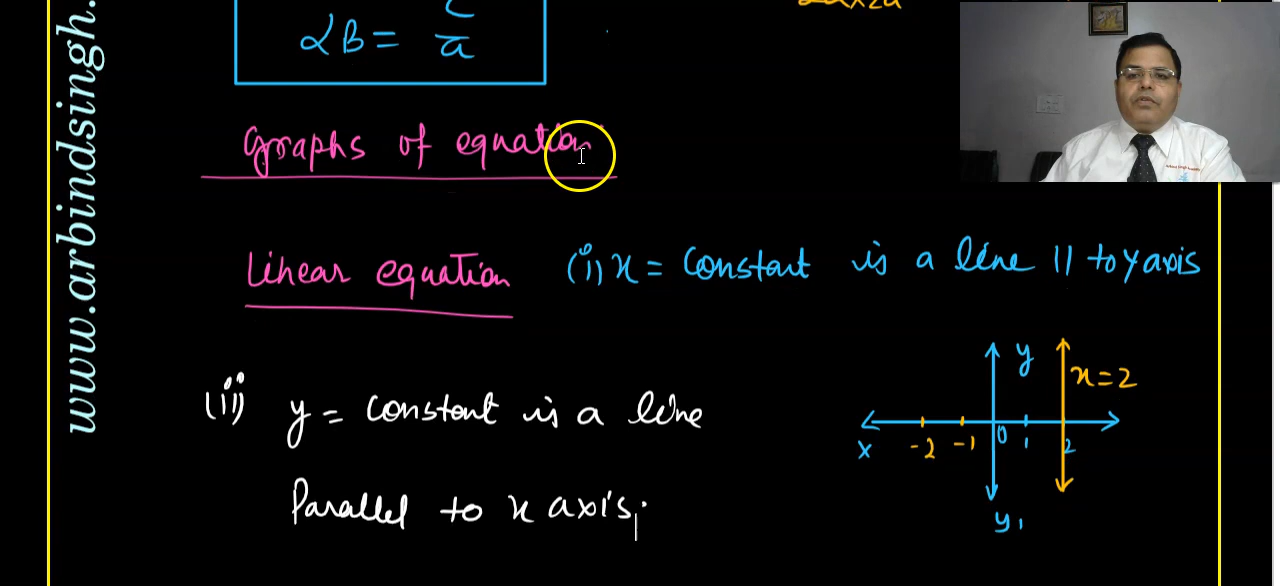 αβ = c/a
Graphs of equation
Linear equation (i) x = constant is a line || to y axis
(ii) y = constant is a line
Parallel to x axis,
y
x=2
-2 -1 0 1 2
x
y1
www.arbindsingh.